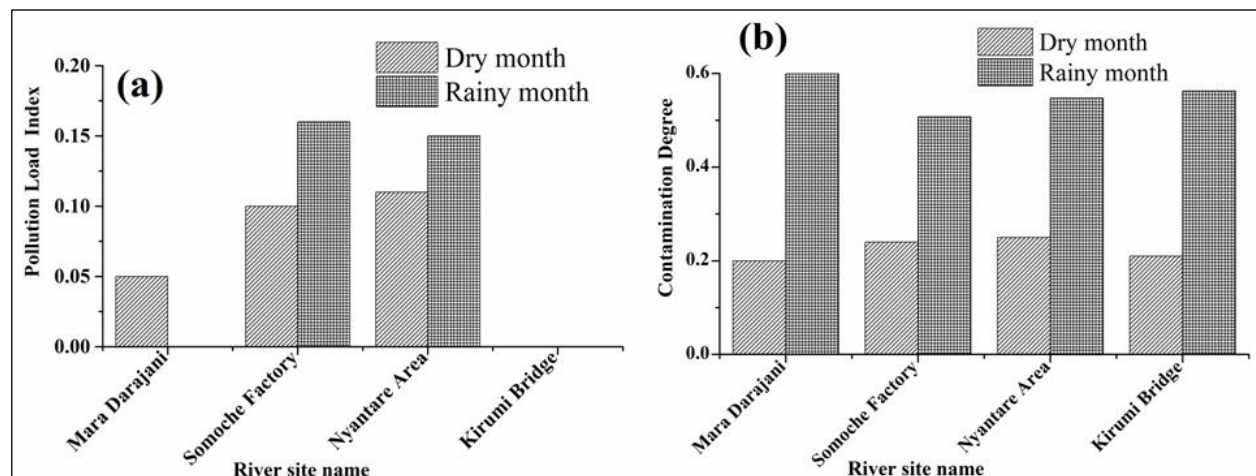 (a)
Dry month
Rainy month
Pollution Load Index
0.20
0.15
0.10
0.05
0.00
Mara Darajani
Somoche Factory
Nyantare Area
Kirumi Bridge
River site name
(b)
Dry month
Rainy month
Contamination Degree
0.6
0.4
0.2
0.0
Mara Darajani
Somoche Factory
Nyantare Area
Kirumi Bridge
River site name